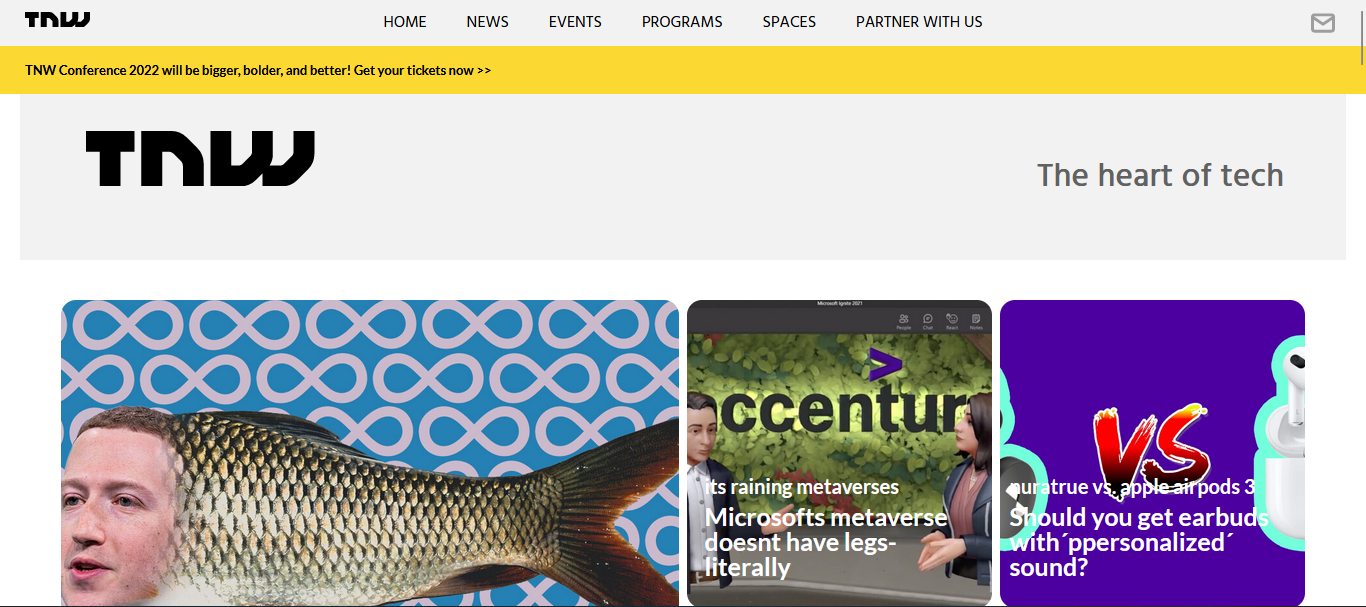 TNW
HOME
NEWS
EVENTS
PROGRAMS
SPACES
PARTNER WITH US
TNW Conference 2022 will be bigger, bolder, and better! Get your tickets now >>
TNW
The heart of tech
Microsoft Ignite 2021
People
Chat
React
Notes
>
ccentur
its raining metaverses
Microsofts metaverse
doesnt have legs-
literally
VS
nuratrue vs. apple airpods 3
Should you get earbuds
with´ppersonalized´
sound?